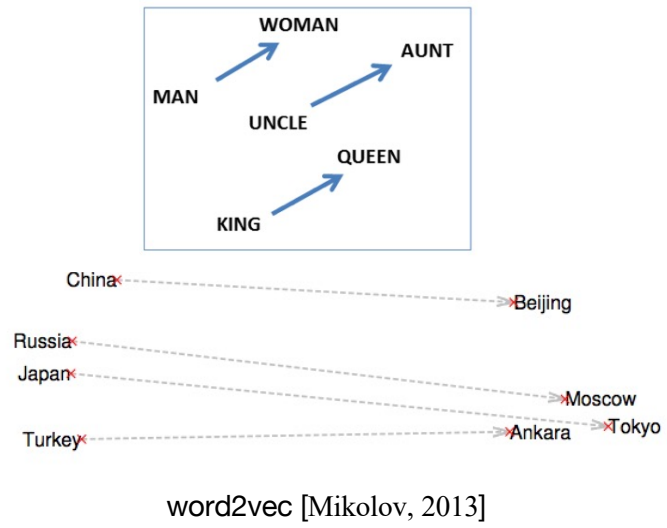 WOMAN
AUNT
MAN
UNCLE
QUEEN
KING
China
Beijing
Russia
Japan
Moscow
Tokyo
Turkey
Ankara
word2vec [Mikolov, 2013]